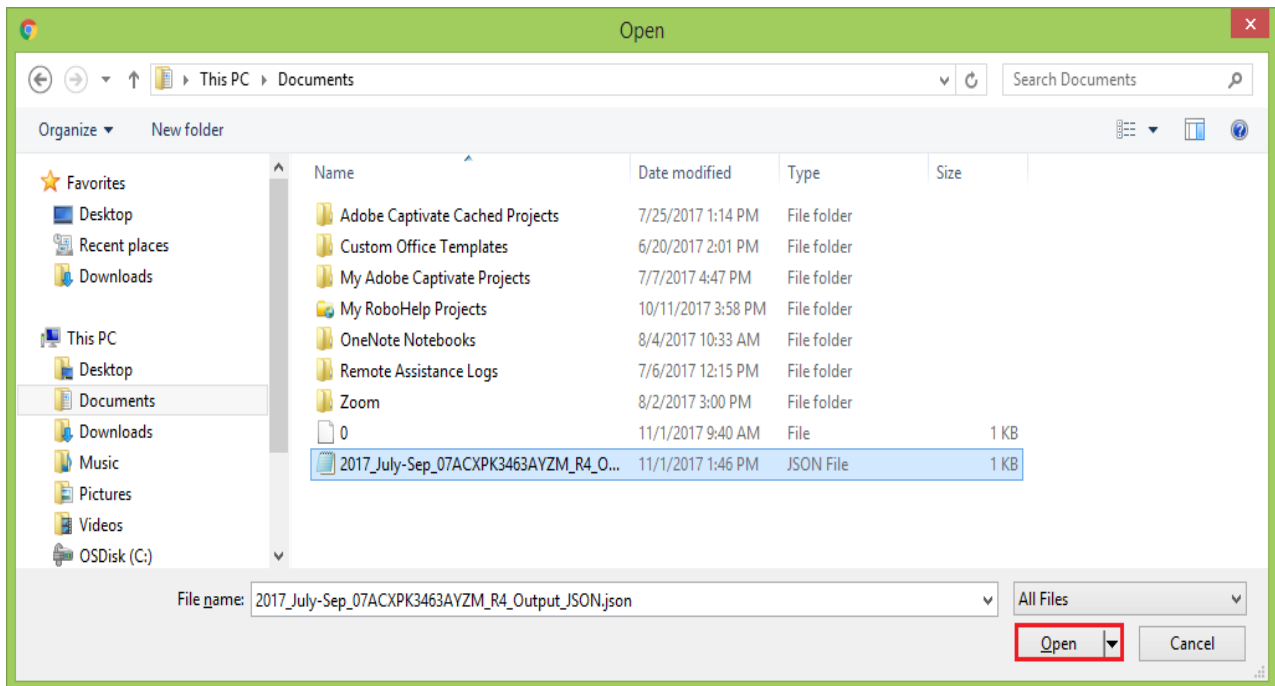 Open
This PC Documents Search Documents
Organize New folder
Name Date modified Type Size
Favorites
Desktop
Recent places
Downloads
This PC
Desktop
Documents
Downloads
Music
Pictures
Videos
OSDisk (C:)
Adobe Captivate Cached Projects 7/25/2017 1:14 PM File folder
Custom Office Templates 6/20/2017 2:01 PM File folder
My Adobe Captivate Projects 7/7/2017 4:47 PM File folder
My RoboHelp Projects 10/11/2017 3:58 PM File folder
OneNote Notebooks 8/4/2017 10:33 AM File folder
Remote Assistance Logs 7/6/2017 12:15 PM File folder
Zoom 8/2/2017 3:00 PM File folder
0 11/1/2017 9:40 AM File 1 KB
2017_July-Sep_07ACXPK3463AYZM_R4_O... 11/1/2017 1:46 PM JSON File 1 KB
File name: 2017_July-Sep_07ACXPK3463AYZM_R4_Output_JSON.json All Files
Open Cancel